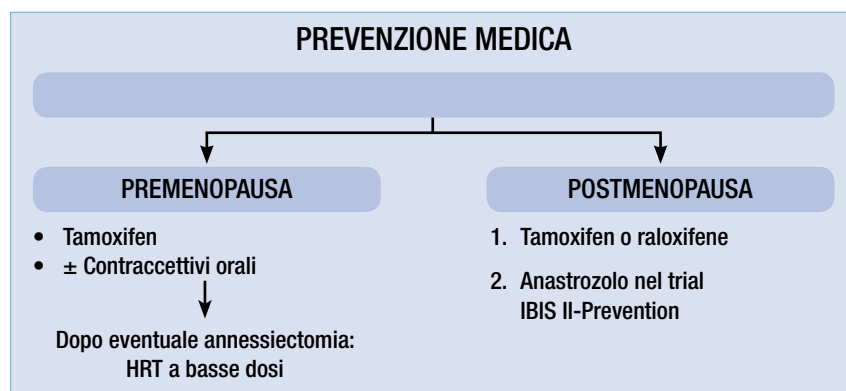 PREVENZIONE MEDICA
PREMENOPAUSA
• Tamoxifen
• ± Contraccettivi orali
Dopo eventuale annessiectomia:
HRT a basse dosi
POSTMENOPAUSA
1. Tamoxifen o raloxifene
2. Anastrozolo nel trial
IBIS II-Prevention